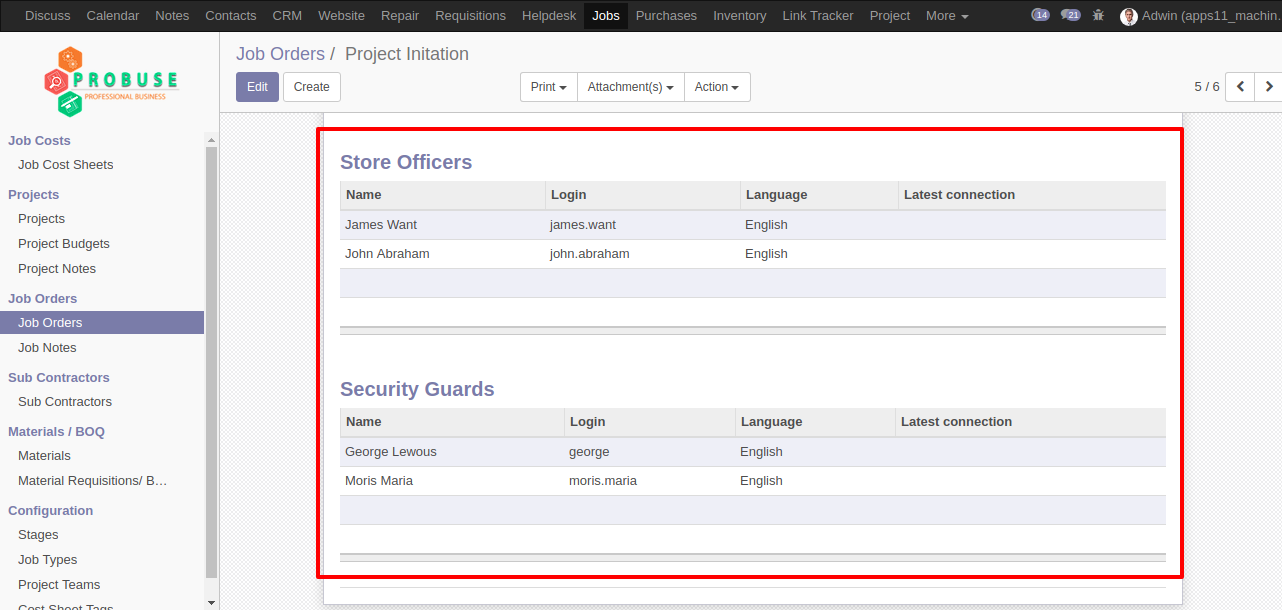 Discuss Calendar Notes Contacts CRM Website Repair Requisitions Helpdesk Jobs Purchases Inventory Link Tracker Project More 14 21 Adwin (apps11_machin.
PROBUSE
PROFESSIONAL BUSINESS
Job Costs
Job Cost Sheets
Projects
Projects
Project Budgets
Project Notes
Job Orders
Job Orders
Job Notes
Sub Contractors
Sub Contractors
Materials / BOQ
Materials
Material Requisitions/ B…
Configuration
Stages
Job Types
Project Teams
Cost Sheet Tags
Job Orders / Project Initation
Edit Create Print Attachment(s) Action 5 / 6
Store Officers
Name Login Language Latest connection
James Want james.want English
John Abraham john.abraham English
Security Guards
Name Login Language Latest connection
George Lewous george English
Moris Maria moris.maria English